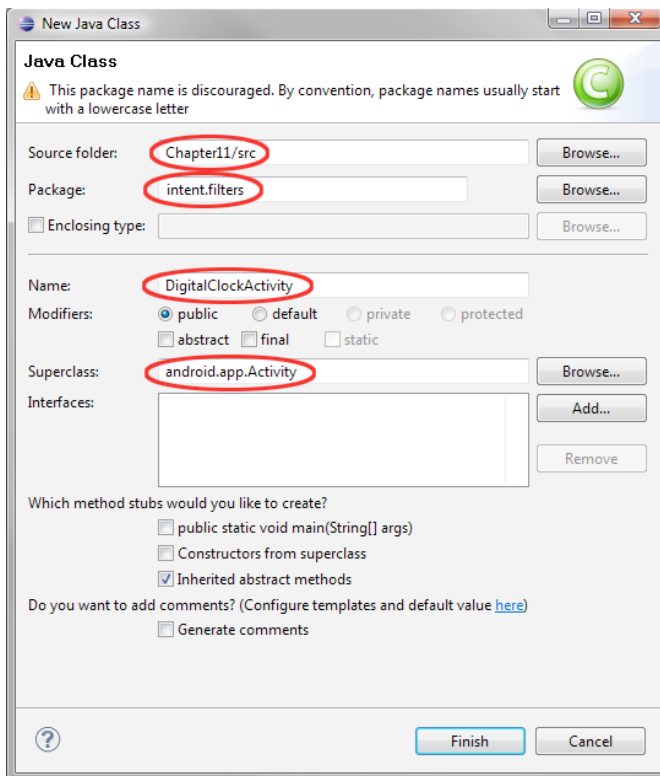 New Java Class
Java Class
This package name is discouraged. By convention, package names usually start
with a lowercase letter
Source folder: Chapter11/src Browse...
Package: intent.filters Browse...
Enclosing type: Browse...
Name: DigitalClockActivity
Modifiers: public default private protected
abstract final static
Superclass: android.app.Activity Browse...
Interfaces: Add...
Remove
Which method stubs would you like to create?
public static void main(String[] args)
Constructors from superclass
Inherited abstract methods
Do you want to add comments? (Configure templates and default value here)
Generate comments
? Finish Cancel